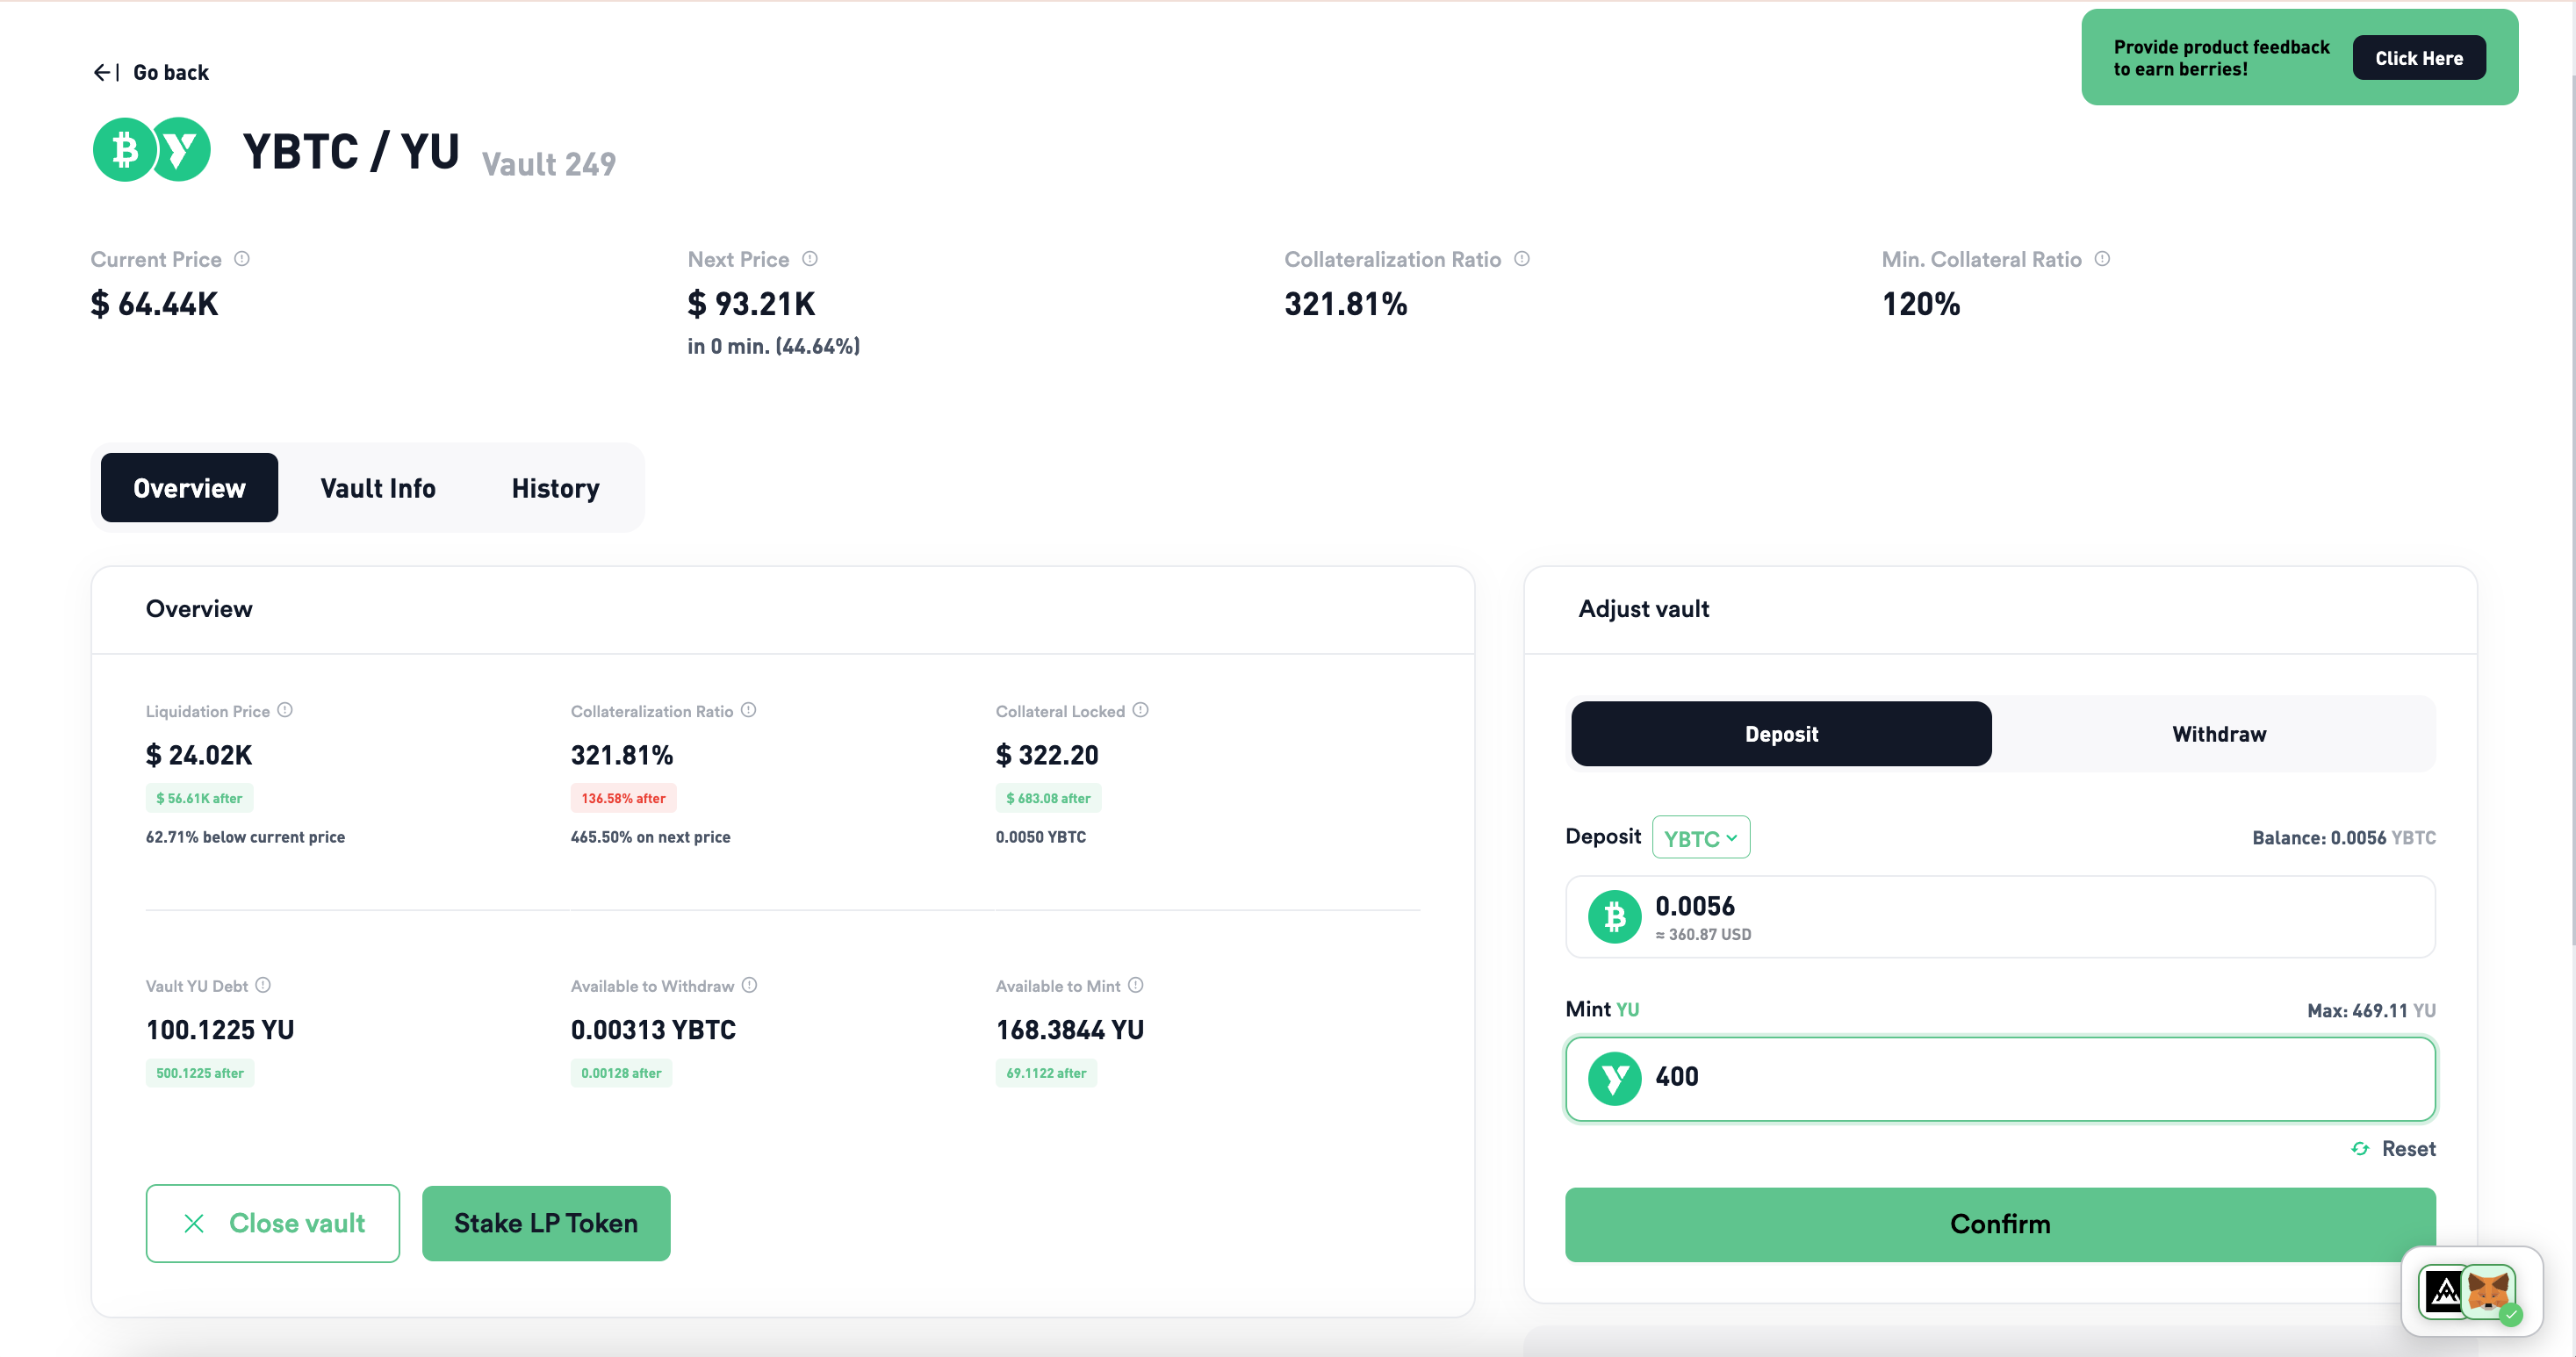 Provide product feedback
to earn berries!
Click Here
Go back
YBTC / YU Vault 249
Current Price
$ 64.44K
Next Price
$ 93.21K
in 0 min. (44.64%)
Collateralization Ratio
321.81%
Min. Collateral Ratio
120%
Overview
Vault Info
History
Overview
Liquidation Price
$ 24.02K
$ 56.61K after
62.71% below current price
Collateralization Ratio
321.81%
136.58% after
465.50% on next price
Collateral Locked
$ 322.20
$ 683.08 after
0.0050 YBTC
Vault YU Debt
100.1225 YU
500.1225 after
Available to Withdraw
0.00313 YBTC
0.00128 after
Available to Mint
168.3844 YU
69.1122 after
Close vault
Stake LP Token
Adjust vault
Deposit
Withdraw
Deposit YBTC
Balance: 0.0056 YBTC
0.0056
≈ 360.87 USD
Mint YU
Max: 469.11 YU
400
Reset
Confirm